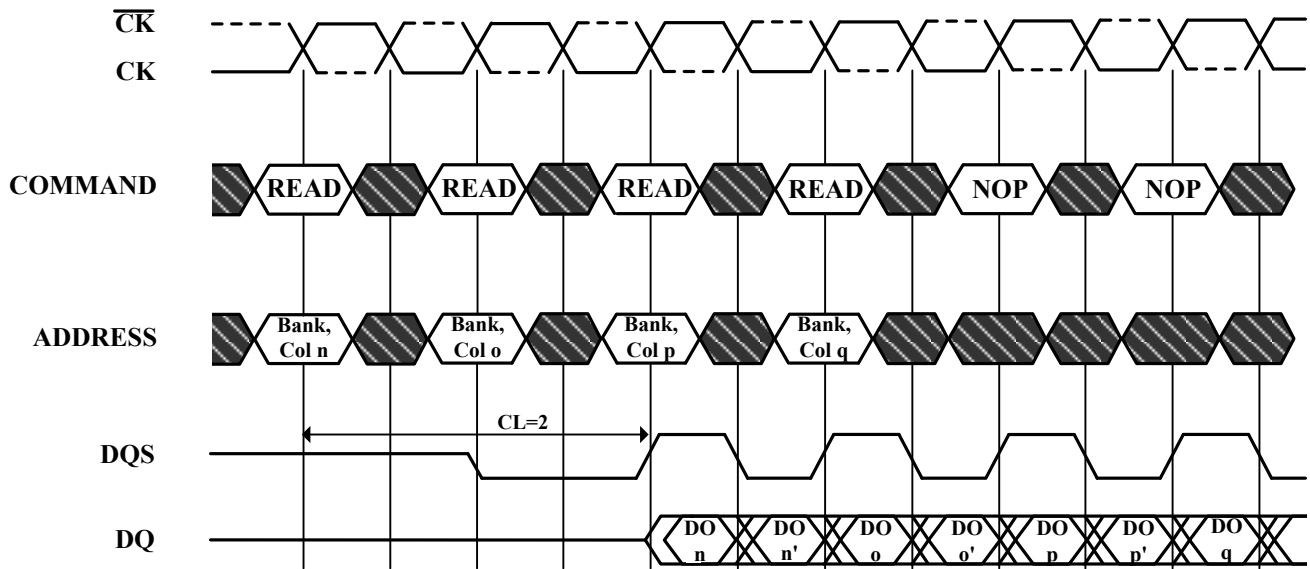 CK
CK
COMMAND
READ
READ
READ
READ
NOP
NOP
ADDRESS
Bank,
Col n
Bank,
Col o
Bank,
Col p
Bank,
Col q
CL=2
DQS
DQ
DO
n
DO
n'
DO
o
DO
o'
DO
p
DO
p'
DO
q